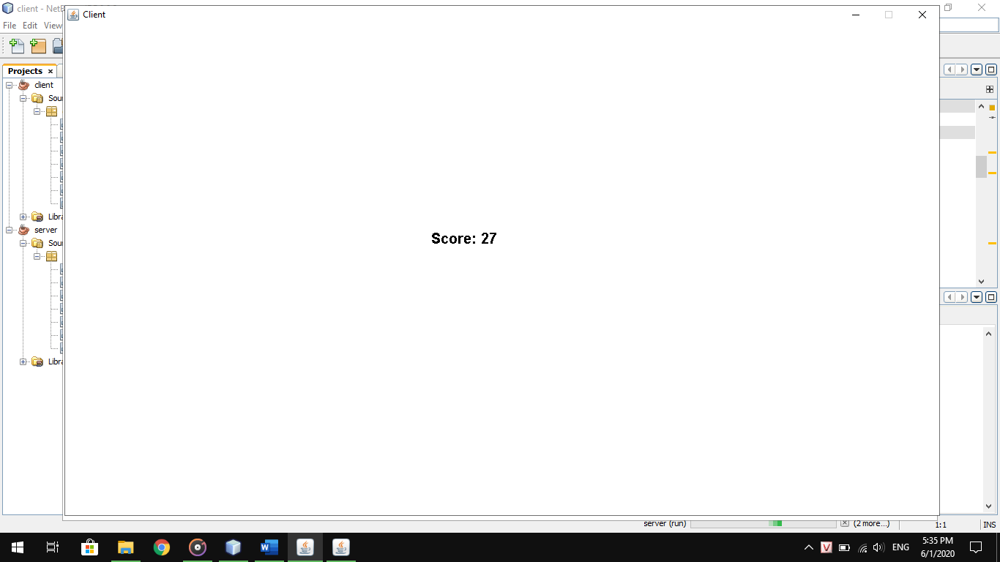 client - NetB
Client
File Edit View
Projects
client
Sour
Libra
server
Sour
Libra
Score: 27
server (run)
(2 more...)
1:1
INS
ENG
5:35 PM
6/1/2020